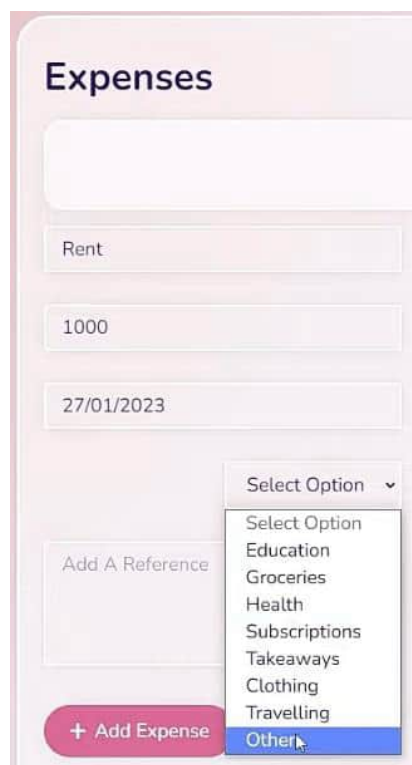 Expenses
Rent
1000
27/01/2023
Select Option
Select Option
Education
Groceries
Health
Subscriptions
Takeaways
Clothing
Travelling
Other
Add A Reference
+ Add Expense